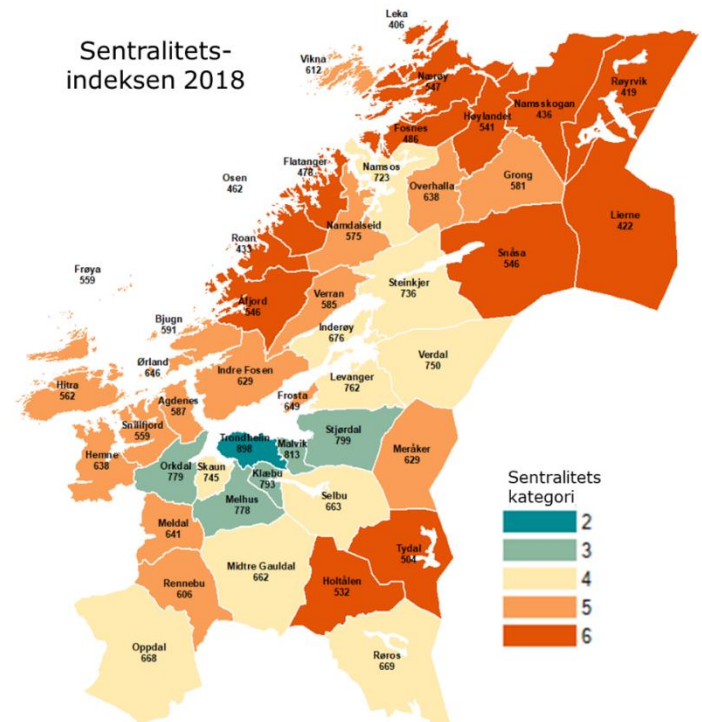 Sentralitets-
indeksen 2018
Leka
406
Vikna
612
Nærøy
547
Røyrvik
419
Namsskogan
436
Høylandet
541
Fosnes
486
Flatanger
478
Namsos
723
Osen
462
Grong
581
Overhalla
638
Lierne
422
Namdalseid
575
Roan
433
Snåsa
546
Frøya
559
Steinkjer
736
Verran
585
Åfjord
546
Bjugn
591
Inderøy
676
Verdal
750
Ørland
646
Indre Fosen
629
Levanger
762
Hitra
562
Agdenes
587
Frosta
649
Snillfjord
559
Stjørdal
799
Trondheim
898
Malvik
813
Meråker
629
Hemne
638
Orkdal
779
Skaun
745
Klæbu
793
Melhus
778
Selbu
663
Sentralitets
kategori
2
3
4
5
6
Meldal
641
Tydal
504
Midtre Gauldal
662
Holtålen
532
Rennebu
606
Oppdal
668
Røros
669